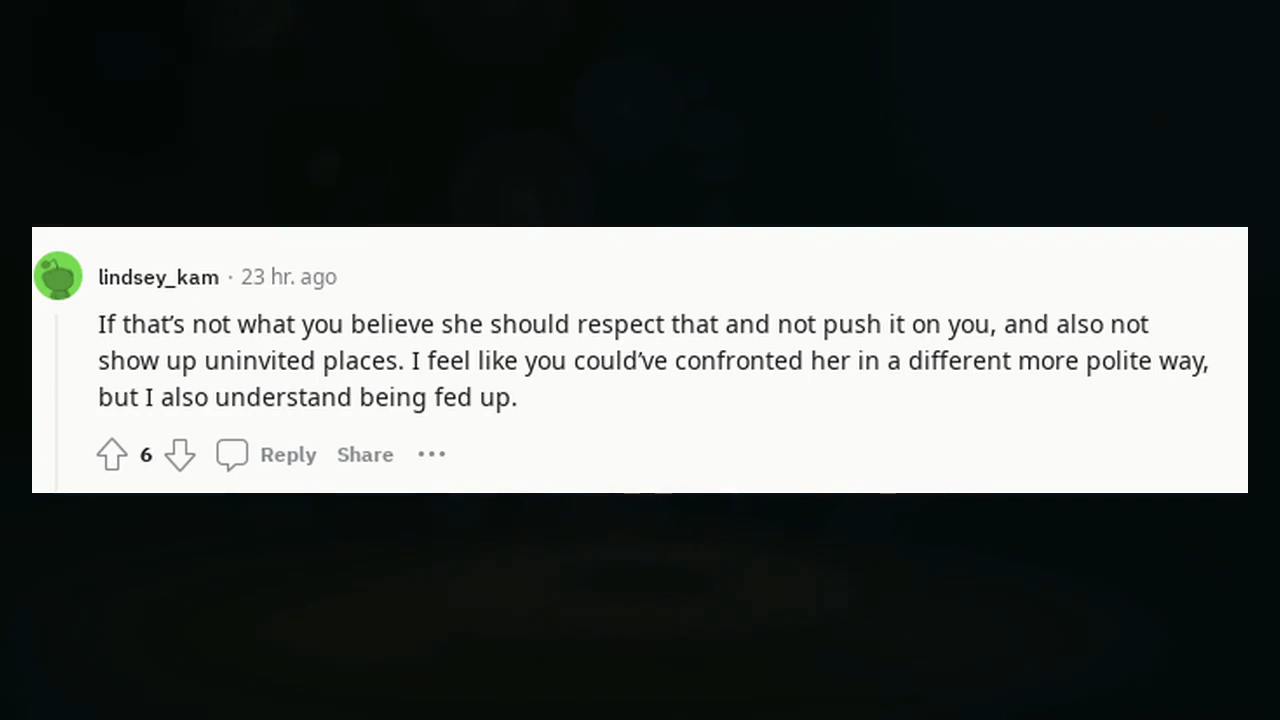 lindsey_kam · 23 hr. ago
If that’s not what you believe she should respect that and not push it on you, and also not
show up uninvited places. I feel like you could’ve confronted her in a different more polite way,
but I also understand being fed up.
6 Reply Share ···